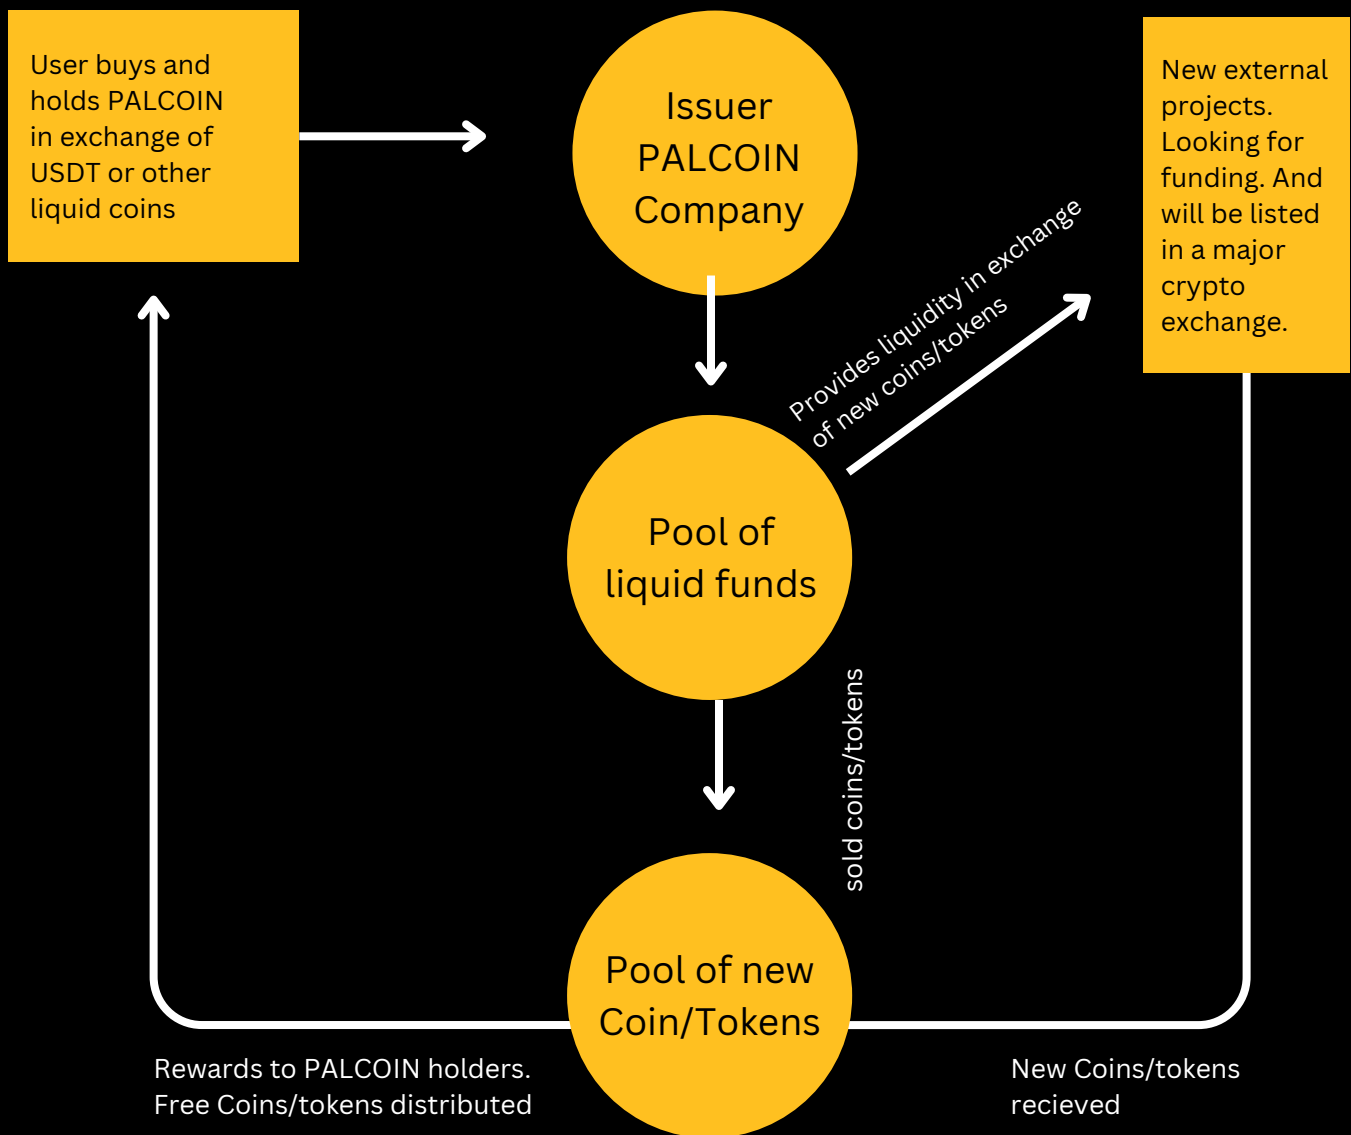 User buys and
holds PALCOIN
in exchange of
USDT or other
liquid coins
Issuer
PALCOIN
Company
New external
projects.
Looking for
funding. And
will be listed
in a major
crypto
exchange.
Provides liquidity in exchange
of new coins/tokens
Pool of
liquid funds
sold coins/tokens
Pool of new
Coin/Tokens
Rewards to PALCOIN holders.
Free Coins/tokens distributed
New Coins/tokens
recieved